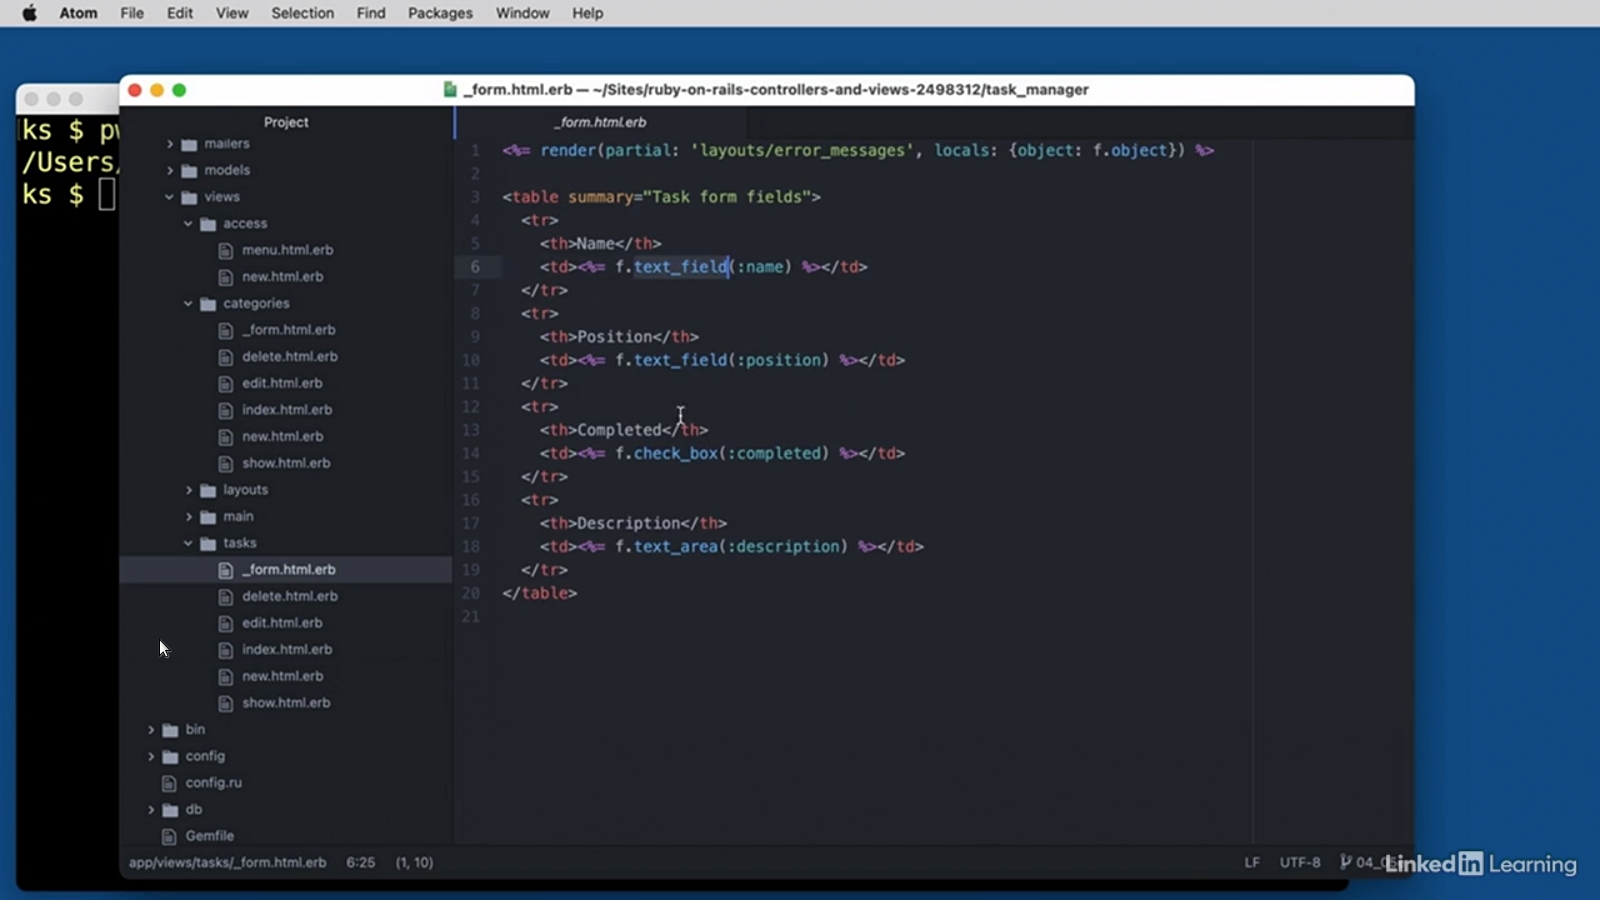 Atom File Edit View Selection Find Packages Window Help
_form.html.erb — ~/Sites/ruby-on-rails-controllers-and-views-2498312/task_manager
ks $
/Users/
ks $
Project
mailers
models
views
access
menu.html.erb
new.html.erb
categories
_form.html.erb
delete.html.erb
edit.html.erb
index.html.erb
new.html.erb
show.html.erb
layouts
main
tasks
_form.html.erb
delete.html.erb
edit.html.erb
index.html.erb
new.html.erb
show.html.erb
bin
config
config.ru
db
Gemfile
_form.html.erb
1 <%= render(partial: 'layouts/error_messages', locals: {object: f.object}) %>
2
3 <table summary="Task form fields">
4 <tr>
5 <th>Name</th>
6 <td><%= f.text_field(:name) %></td>
7 </tr>
8 <tr>
9 <th>Position</th>
10 <td><%= f.text_field(:position) %></td>
11 </tr>
12 <tr>
13 <th>Completed</th>
14 <td><%= f.check_box(:completed) %></td>
15 </tr>
16 <tr>
17 <th>Description</th>
18 <td><%= f.text_area(:description) %></td>
19 </tr>
20 </table>
21
app/views/tasks/_form.html.erb 6:25 (1, 10) LF UTF-8
LinkedIn Learning